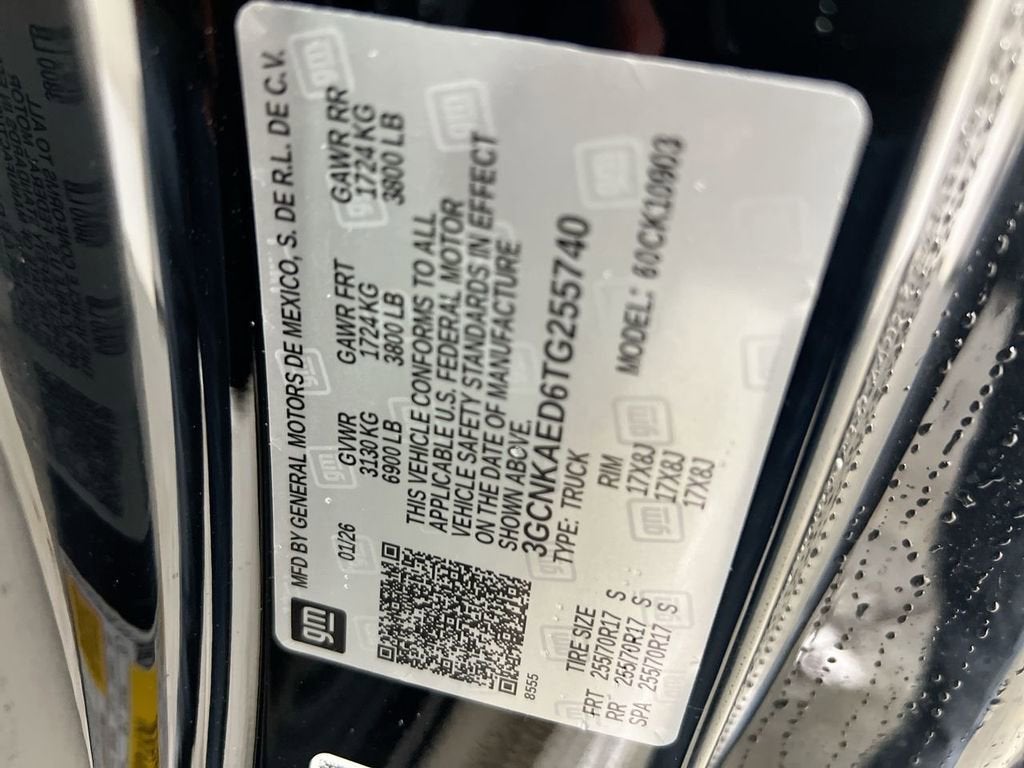 gm
MFD BY GENERAL MOTORS DE MEXICO, S. DE R.L. DE C.V.
01/26
GVWR GAWR FRT GAWR RR
3130 KG 1724 KG 1724 KG
6900 LB 3800 LB 3800 LB
THIS VEHICLE CONFORMS TO ALL
APPLICABLE U.S. FEDERAL MOTOR
VEHICLE SAFETY STANDARDS IN EFFECT
ON THE DATE OF MANUFACTURE
SHOWN ABOVE.
3GCNKAED6TG255740
TYPE: TRUCK MODEL: 60CK10903
8555
TIRE SIZE RIM
FRT 255/70R17 S 17X8J
RR 255/70R17 S 17X8J
SPA 255/70R17 S 17X8J